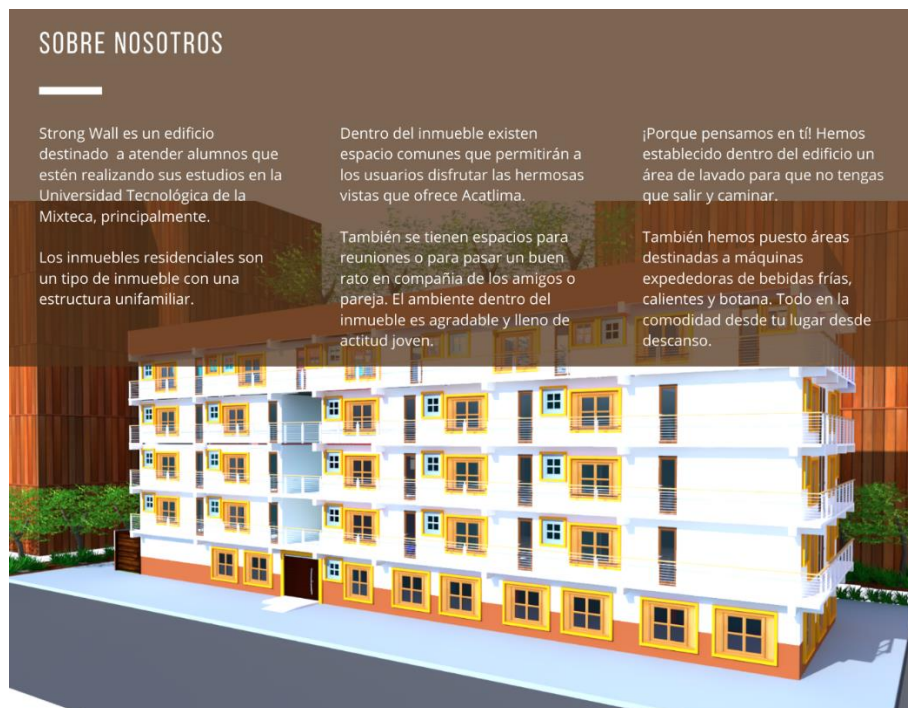 SOBRE NOSOTROS
Strong Wall es un edificio
destinado a atender alumnos que
estén realizando sus estudios en la
Universidad Tecnológica de la
Mixteca, principalmente.
Los inmuebles residenciales son
un tipo de inmueble con una
estructura unifamiliar.
Dentro del inmueble existen
espacio comunes que permitirán a
los usuarios disfrutar las hermosas
vistas que ofrece Acatlima.
También se tienen espacios para
reuniones o para pasar un buen
rato en compañia de los amigos o
pareja. El ambiente dentro del
inmueble es agradable y lleno de
actitud joven.
¡Porque pensamos en tí! Hemos
establecido dentro del edificio un
área de lavado para que no tengas
que salir y caminar.
También hemos puesto áreas
destinadas a máquinas
expededoras de bebidas frías,
calientes y botana. Todo en la
comodidad desde tu lugar desde
descanso.